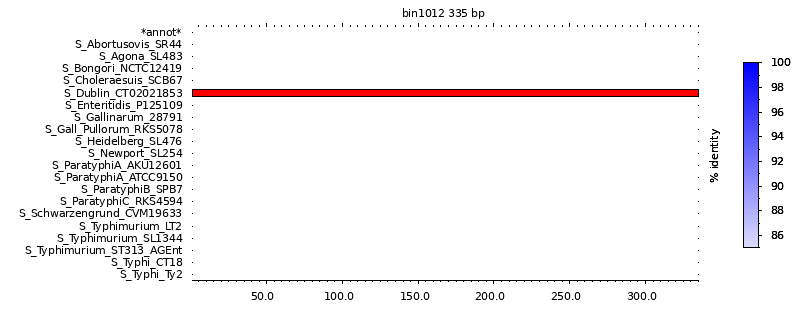 bin1012 335 bp
*annot*
S_Abortusovis_SR44
S_Agona_SL483
S_Bongori_NCTC12419
S_Choleraesuis_SCB67
S_Dublin_CT02021853
S_Enteritidis_P125109
S_Gallinarum_28791
S_Gall_Pullorum_RKS5078
S_Heidelberg_SL476
S_Newport_SL254
S_ParatyphiA_AKU12601
S_ParatyphiA_ATCC9150
S_ParatyphiB_SPB7
S_ParatyphiC_RKS4594
S_Schwarzengrund_CVM19633
S_Typhimurium_LT2
S_Typhimurium_SL1344
S_Typhimurium_ST313_AGEnt
S_Typhi_CT18
S_Typhi_Ty2
50.0 100.0 150.0 200.0 250.0 300.0
% identity
100
98
96
94
92
90
88
86